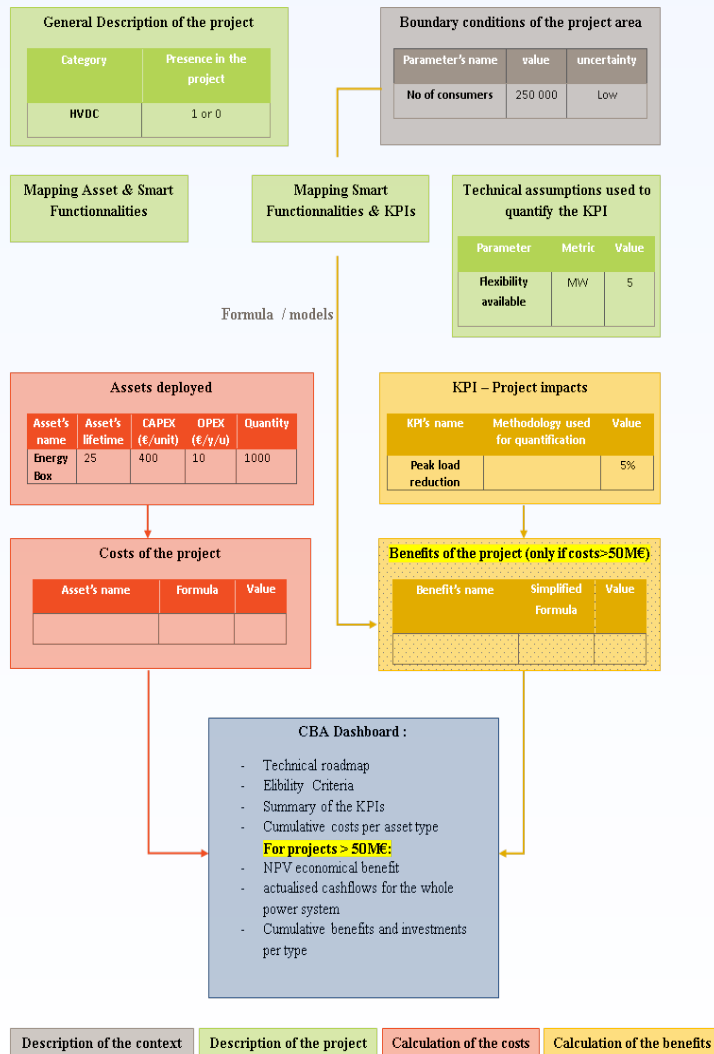 General Description of the project
Category
Presence in the
project
HVDC
1 or 0
Boundary conditions of the project area
Parameter's name
value
uncertainty
No of consumers
250 000
Low
Mapping Asset & Smart
Functionnalities
Mapping Smart
Functionnalities & KPIs
Technical assumptions used to
quantify the KPI
Parameter
Metric
Value
Flexibility
available
MW
5
Formula / models
Assets deployed
Asset's
name
Asset's
lifetime
CAPEX
(€/unit)
OPEX
(€/y/u)
Quantity
Energy
Box
25
400
10
1000
KPI – Project impacts
KPI's name
Methodology used
for quantification
Value
Peak load
reduction
5%
Costs of the project
Asset's name
Formula
Value
Benefits of the project (only if costs>50M€)
Benefit's name
Simplified
Formula
Value
CBA Dashboard :
- Technical roadmap
- Elibility Criteria
- Summary of the KPIs
- Cumulative costs per asset type
For projects > 50M€:
- NPV economical benefit
- actualised cashflows for the whole
power system
- Cumulative benefits and investments
per type
Description of the context
Description of the project
Calculation of the costs
Calculation of the benefits